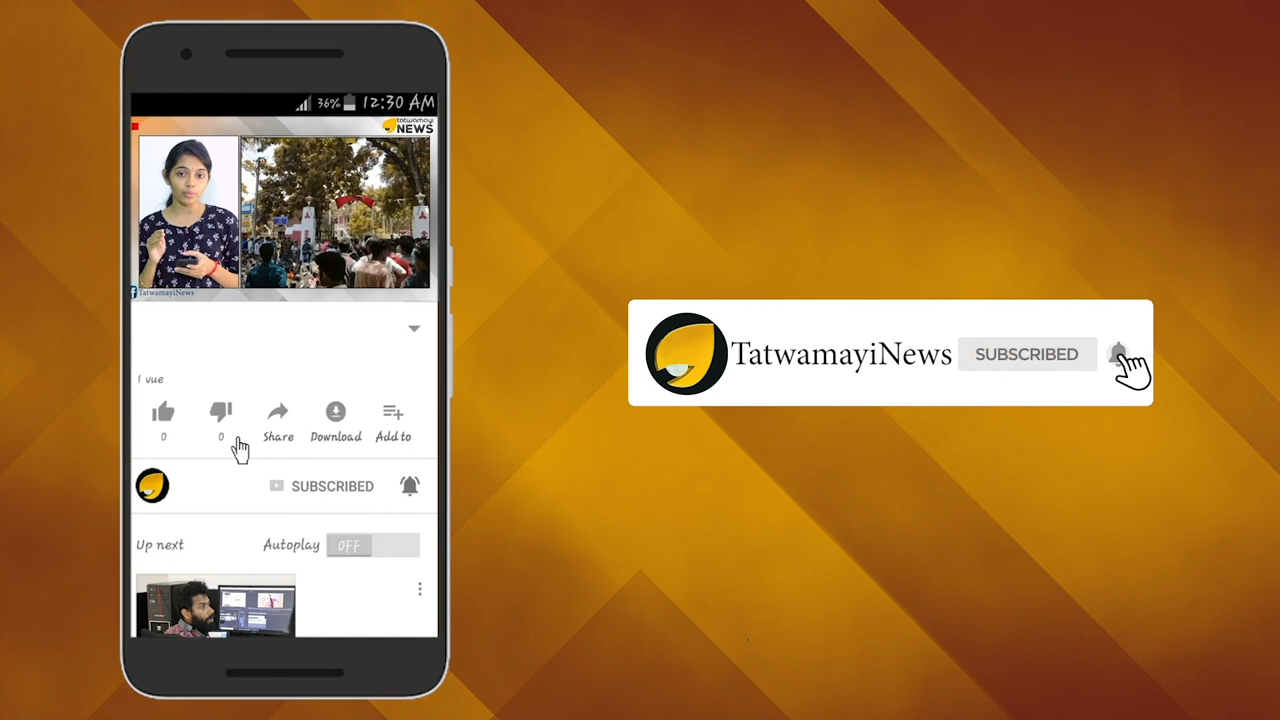 36% 12:30 AM
tatwamayi
NEWS
f TatwamayiNews
1 vue
0 0 Share Download Add to
SUBSCRIBED
Up next Autoplay OFF
TatwamayiNews SUBSCRIBED